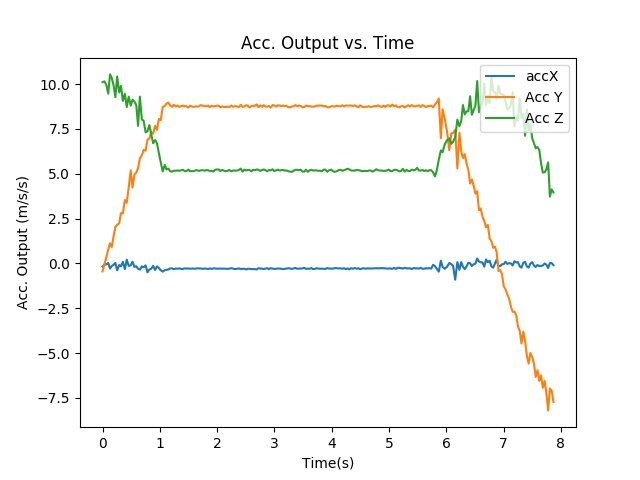 Acc. Output vs. Time
accX
Acc Y
Acc Z
10.0
7.5
5.0
2.5
0.0
−2.5
−5.0
−7.5
Acc. Output (m/s/s)
0 1 2 3 4 5 6 7 8
Time(s)